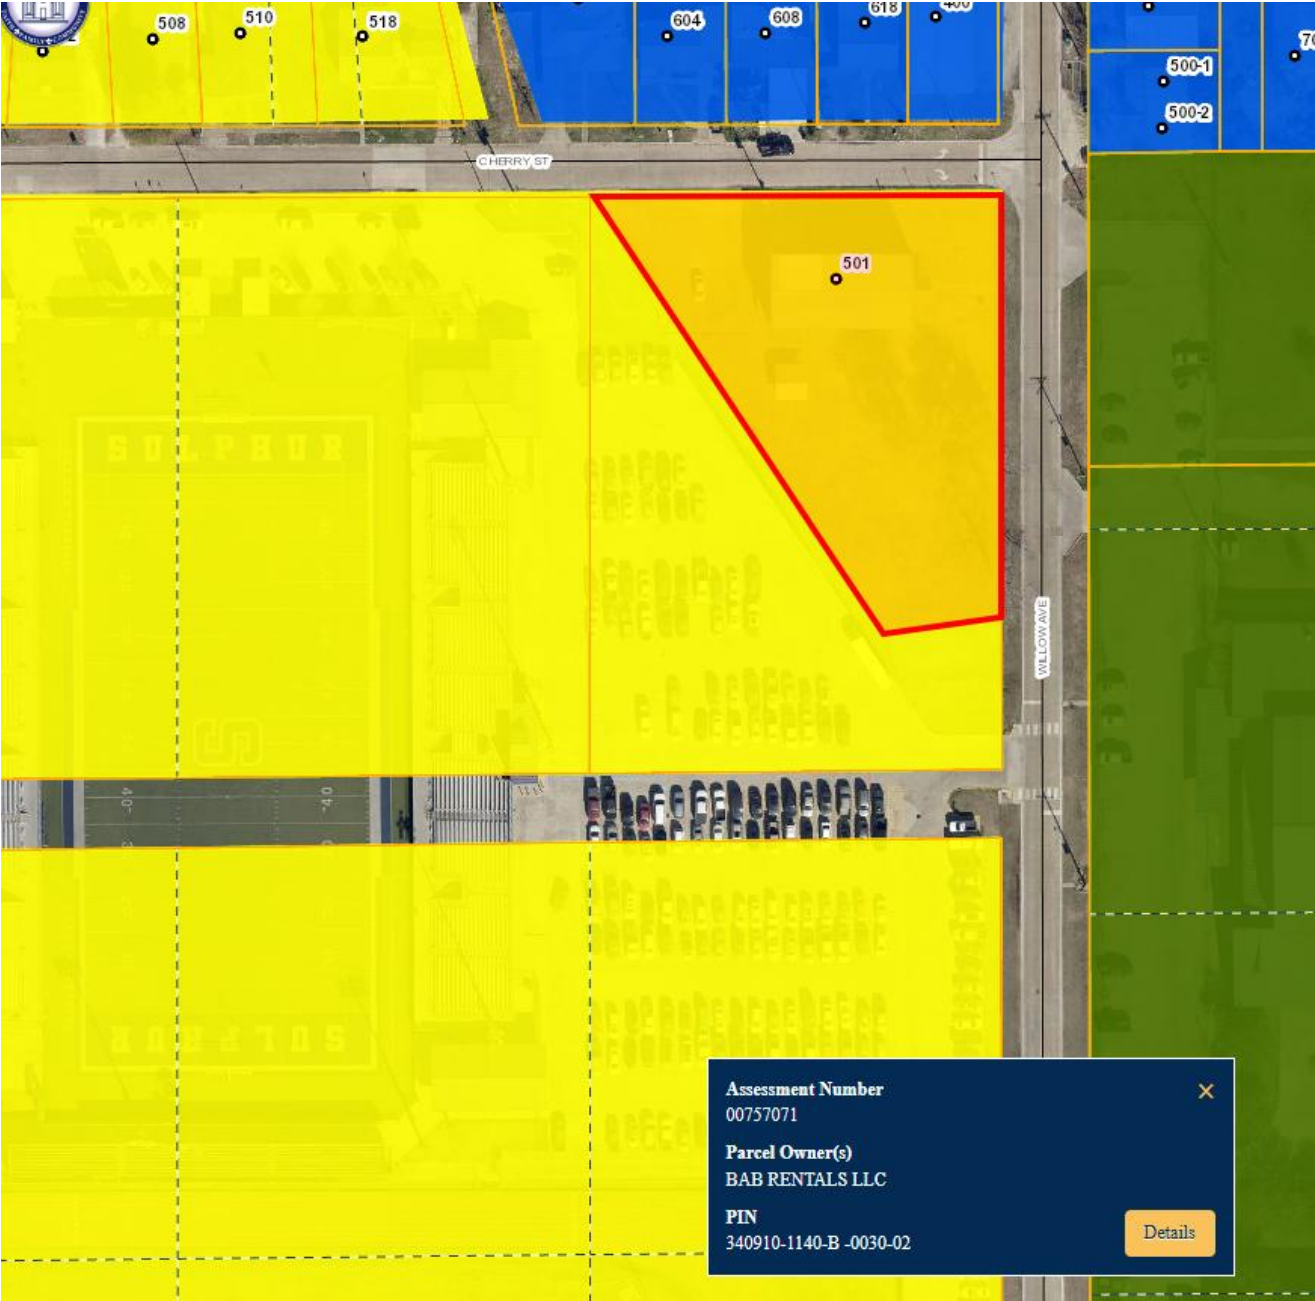 508
510
518
604
608
618
500-1
500-2
CHERRY ST
501
SULPHUR
WILLOW AVE
SULPHUR
Assessment Number
00757071
Parcel Owner(s)
BAB RENTALS LLC
PIN
340910-1140-B -0030-02
Details